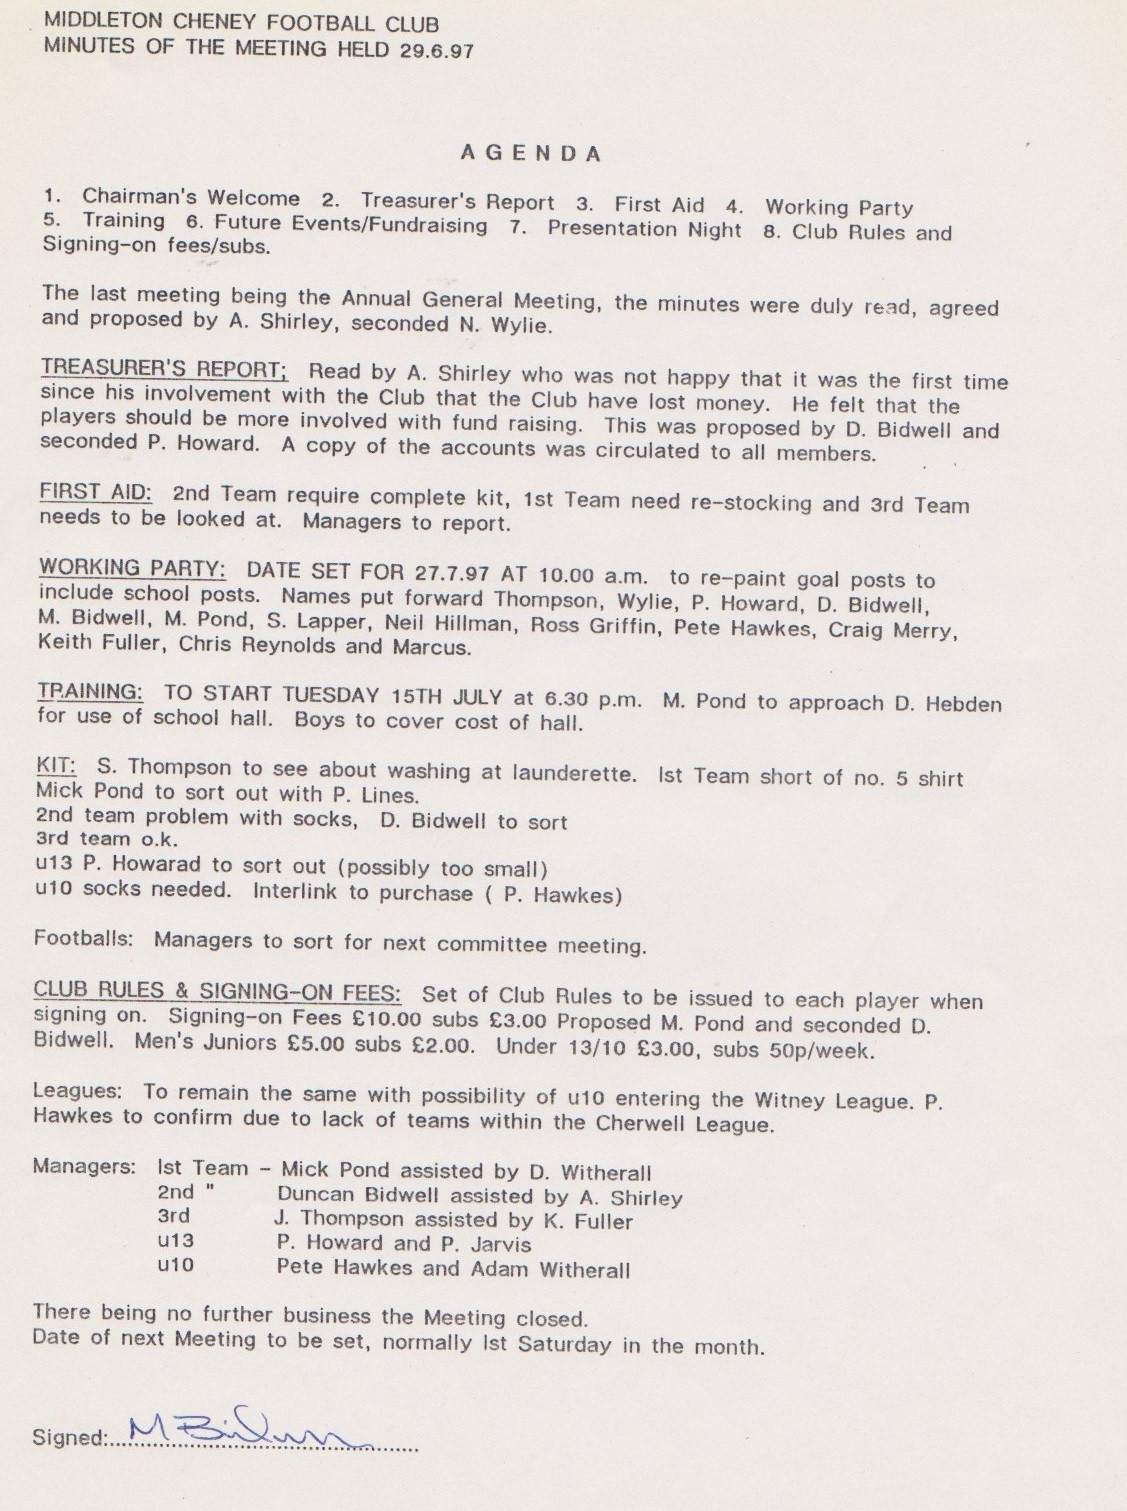 MIDDLETON CHENEY FOOTBALL CLUB
MINUTES OF THE MEETING HELD 29.6.97
A G E N D A
1. Chairman's Welcome 2. Treasurer's Report 3. First Aid 4. Working Party
5. Training 6. Future Events/Fundraising 7. Presentation Night 8. Club Rules and
Signing-on fees/subs.
The last meeting being the Annual General Meeting, the minutes were duly read, agreed
and proposed by A. Shirley, seconded N. Wylie.
TREASURER'S REPORT; Read by A. Shirley who was not happy that it was the first time
since his involvement with the Club that the Club have lost money. He felt that the
players should be more involved with fund raising. This was proposed by D. Bidwell and
seconded P. Howard. A copy of the accounts was circulated to all members.
FIRST AID: 2nd Team require complete kit, 1st Team need re-stocking and 3rd Team
needs to be looked at. Managers to report.
WORKING PARTY: DATE SET FOR 27.7.97 AT 10.00 a.m. to re-paint goal posts to
include school posts. Names put forward Thompson, Wylie, P. Howard, D. Bidwell,
M. Bidwell, M. Pond, S. Lapper, Neil Hillman, Ross Griffin, Pete Hawkes, Craig Merry,
Keith Fuller, Chris Reynolds and Marcus.
TRAINING: TO START TUESDAY 15TH JULY at 6.30 p.m. M. Pond to approach D. Hebden
for use of school hall. Boys to cover cost of hall.
KIT: S. Thompson to see about washing at launderette. Ist Team short of no. 5 shirt
Mick Pond to sort out with P. Lines.
2nd team problem with socks, D. Bidwell to sort
3rd team o.k.
u13 P. Howarad to sort out (possibly too small)
u10 socks needed. Interlink to purchase ( P. Hawkes)
Footballs: Managers to sort for next committee meeting.
CLUB RULES & SIGNING-ON FEES: Set of Club Rules to be issued to each player when
signing on. Signing-on Fees £10.00 subs £3.00 Proposed M. Pond and seconded D.
Bidwell. Men's Juniors £5.00 subs £2.00. Under 13/10 £3.00, subs 50p/week.
Leagues: To remain the same with possibility of u10 entering the Witney League. P.
Hawkes to confirm due to lack of teams within the Cherwell League.
Managers: Ist Team - Mick Pond assisted by D. Witherall
2nd " Duncan Bidwell assisted by A. Shirley
3rd J. Thompson assisted by K. Fuller
u13 P. Howard and P. Jarvis
u10 Pete Hawkes and Adam Witherall
There being no further business the Meeting closed.
Date of next Meeting to be set, normally Ist Saturday in the month.
Signed: M